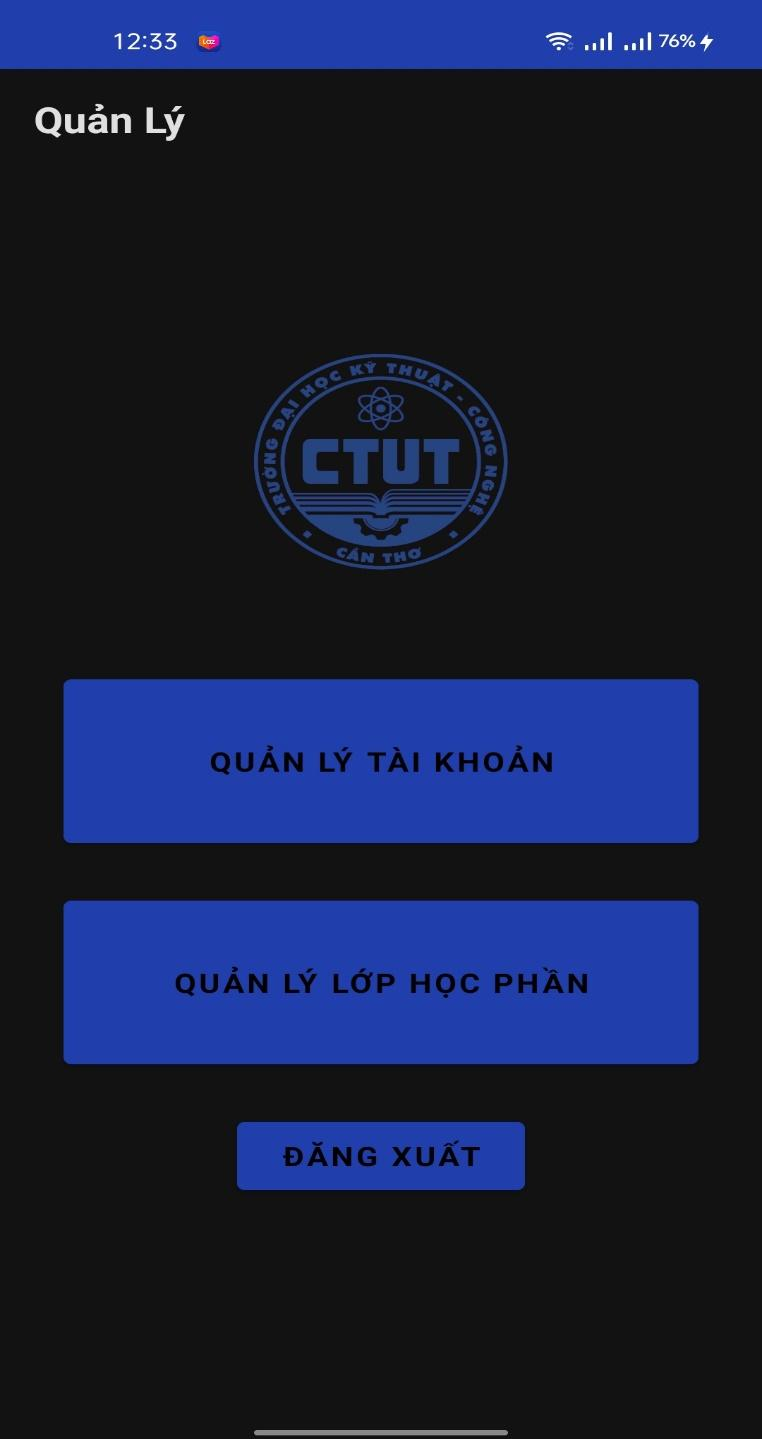 12:33
Laz
76%
Quản Lý
TRƯỜNG ĐẠI HỌC KỸ THUẬT - CÔNG NGHỆ
CTUT
CẦN THƠ
QUẢN LÝ TÀI KHOẢN
QUẢN LÝ LỚP HỌC PHẦN
ĐĂNG XUẤT